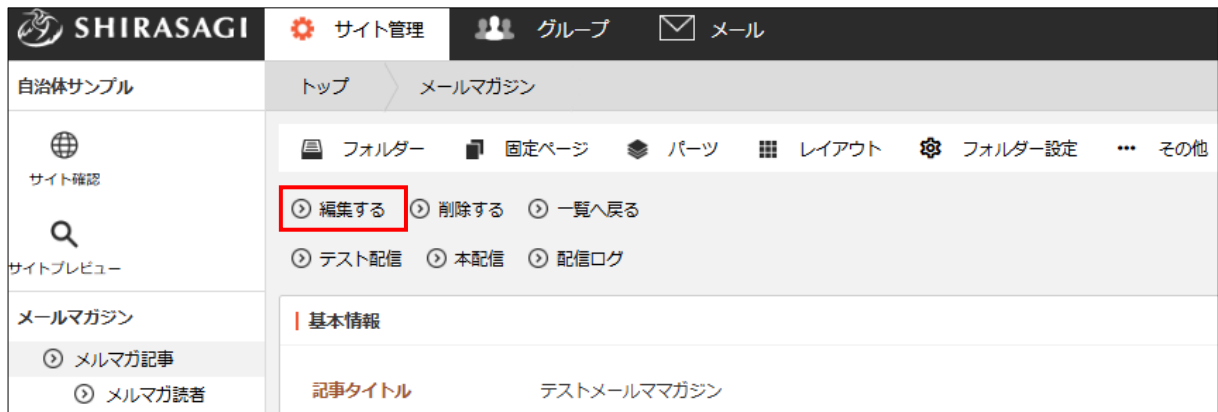 SHIRASAGI サイト管理 グループ メール
自治体サンプル トップ メールマガジン
サイト確認
フォルダー 固定ページ パーツ レイアウト フォルダー設定 ••• その他
編集する 削除する 一覧へ戻る
サイトプレビュー
テスト配信 本配信 配信ログ
メールマガジン
基本情報
メルマガ記事
メルマガ読者
記事タイトル テストメールママガジン